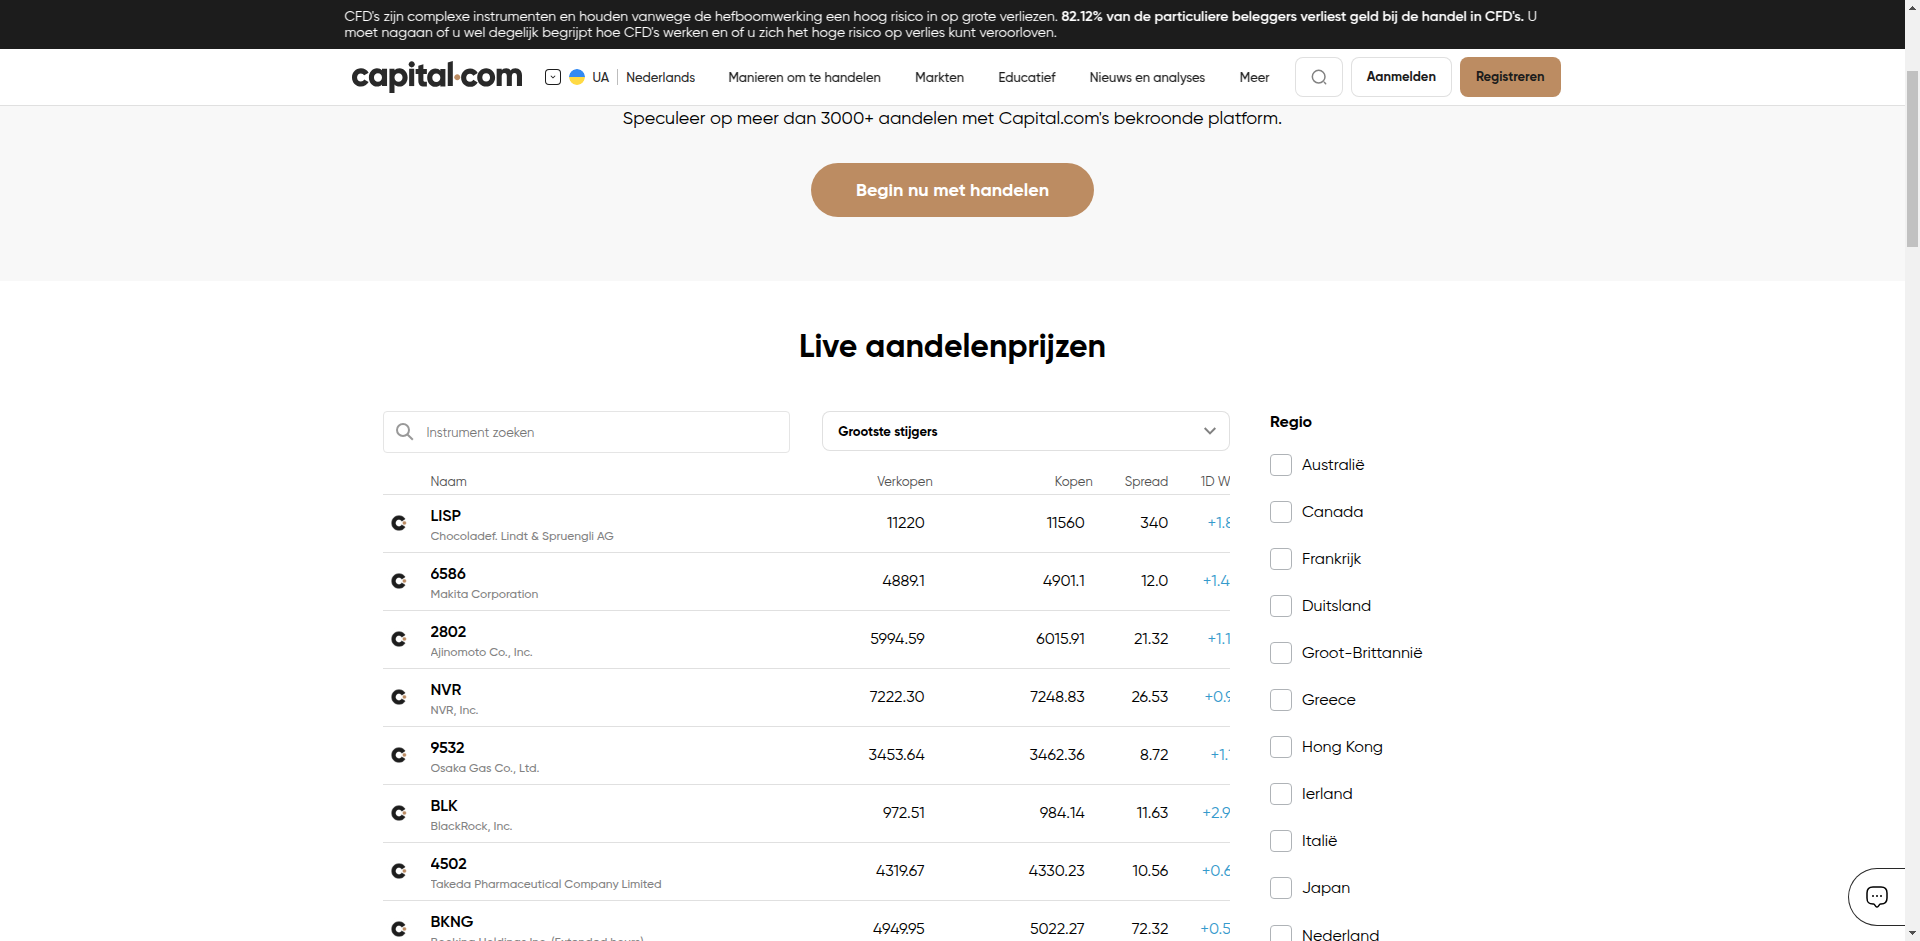 CFD's zijn complexe instrumenten en houden vanwege de hefboomwerking een hoog risico in op grote verliezen. 82.12% van de particuliere beleggers verliest geld bij de handel in CFD's. U
moet nagaan of u wel degelijk begrijpt hoe CFD's werken en of u zich het hoge risico op verlies kunt veroorloven.
capital.com UA Nederlands Manieren om te handelen Markten Educatief Nieuws en analyses Meer Aanmelden Registreren
Speculeer op meer dan 3000+ aandelen met Capital.com's bekroonde platform.
Begin nu met handelen
Live aandelenprijzen
Instrument zoeken
Grootste stijgers
Naam Verkopen Kopen Spread 1D W
LISP 11220 11560 340 +1.8
Chocoladef. Lindt & Spruengli AG
6586 4889.1 4901.1 12.0 +1.4
Makita Corporation
2802 5994.59 6015.91 21.32 +1.1
Ajinomoto Co., Inc.
NVR 7222.30 7248.83 26.53 +0.9
NVR, Inc.
9532 3453.64 3462.36 8.72 +1.
Osaka Gas Co., Ltd.
BLK 972.51 984.14 11.63 +2.9
BlackRock, Inc.
4502 4319.67 4330.23 10.56 +0.6
Takeda Pharmaceutical Company Limited
BKNG 4949.95 5022.27 72.32 +0.5
Booking Holdings Inc. (Extended hours)
Regio
Australië
Canada
Frankrijk
Duitsland
Groot-Brittannië
Greece
Hong Kong
Ierland
Italië
Japan
Nederland